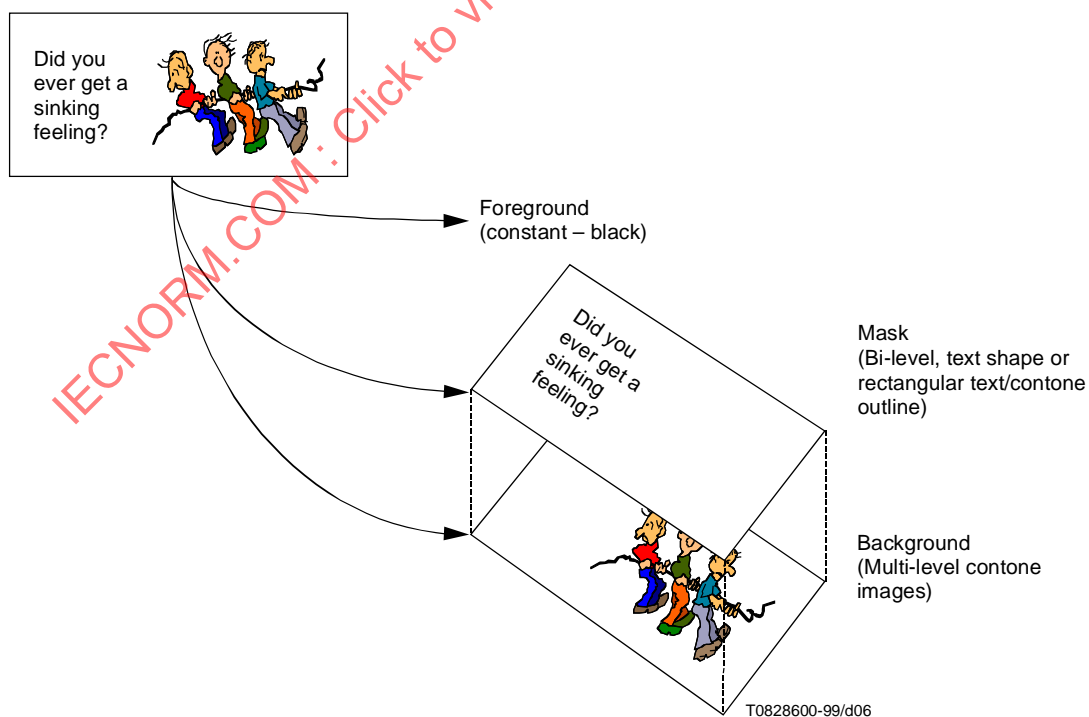 Did you
ever get a
sinking
feeling?
IECNORM.COM : Click to vi
Foreground
(constant – black)
Did you
ever get a
sinking
feeling?
Mask
(Bi-level, text shape or
rectangular text/contone
outline)
Background
(Multi-level contone
images)
T0828600-99/d06